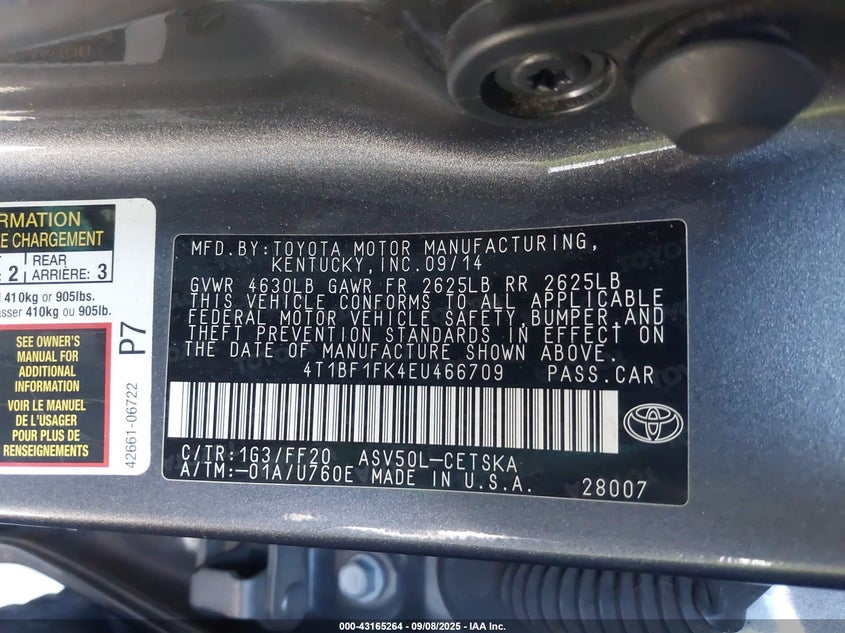 RMATION
E CHARGEMENT
: 2 REAR ARRIÈRE: 3
410kg or 905lbs.
asser 410kg ou 905lb.
SEE OWNER'S
MANUAL FOR
ADDITIONAL
INFORMATION
VOIR LE MANUEL
DE L'USAGER
POUR PLUS DE
RENSEIGNEMENTS
P7
42661-06722
MFD. BY: TOYOTA MOTOR MANUFACTURING,
KENTUCKY, INC. 09/14
GVWR 4630LB GAWR FR 2625LB RR 2625LB
THIS VEHICLE CONFORMS TO ALL APPLICABLE
FEDERAL MOTOR VEHICLE SAFETY, BUMPER, AND
THEFT PREVENTION STANDARDS IN EFFECT ON
THE DATE OF MANUFACTURE SHOWN ABOVE.
4T1BF1FK4EU466709 PASS. CAR
C/TR: 1G3/FF20 ASV50L-CETSKA
A/TM: -01A/U760E MADE IN U.S.A.
28007
000-43165264 - 09/08/2025 - IAA Inc.